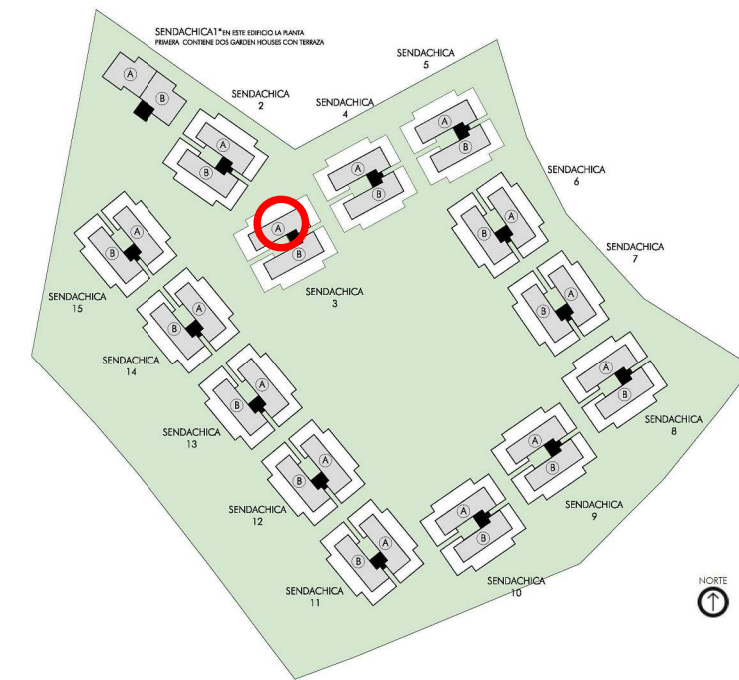 SENDACHICA1*EN ESTE EDIFICIO LA PLANTA
PRIMERA CONTIENE DOS GARDEN HOUSES CON TERRAZA
A
B
SENDACHICA
2
A
B
SENDACHICA
3
A
B
SENDACHICA
4
A
B
SENDACHICA
5
A
B
SENDACHICA
6
A
B
SENDACHICA
7
A
B
SENDACHICA
8
A
B
SENDACHICA
9
A
B
SENDACHICA
10
A
B
SENDACHICA
11
A
B
SENDACHICA
12
A
B
SENDACHICA
13
A
B
SENDACHICA
14
A
B
SENDACHICA
15
A
B
NORTE